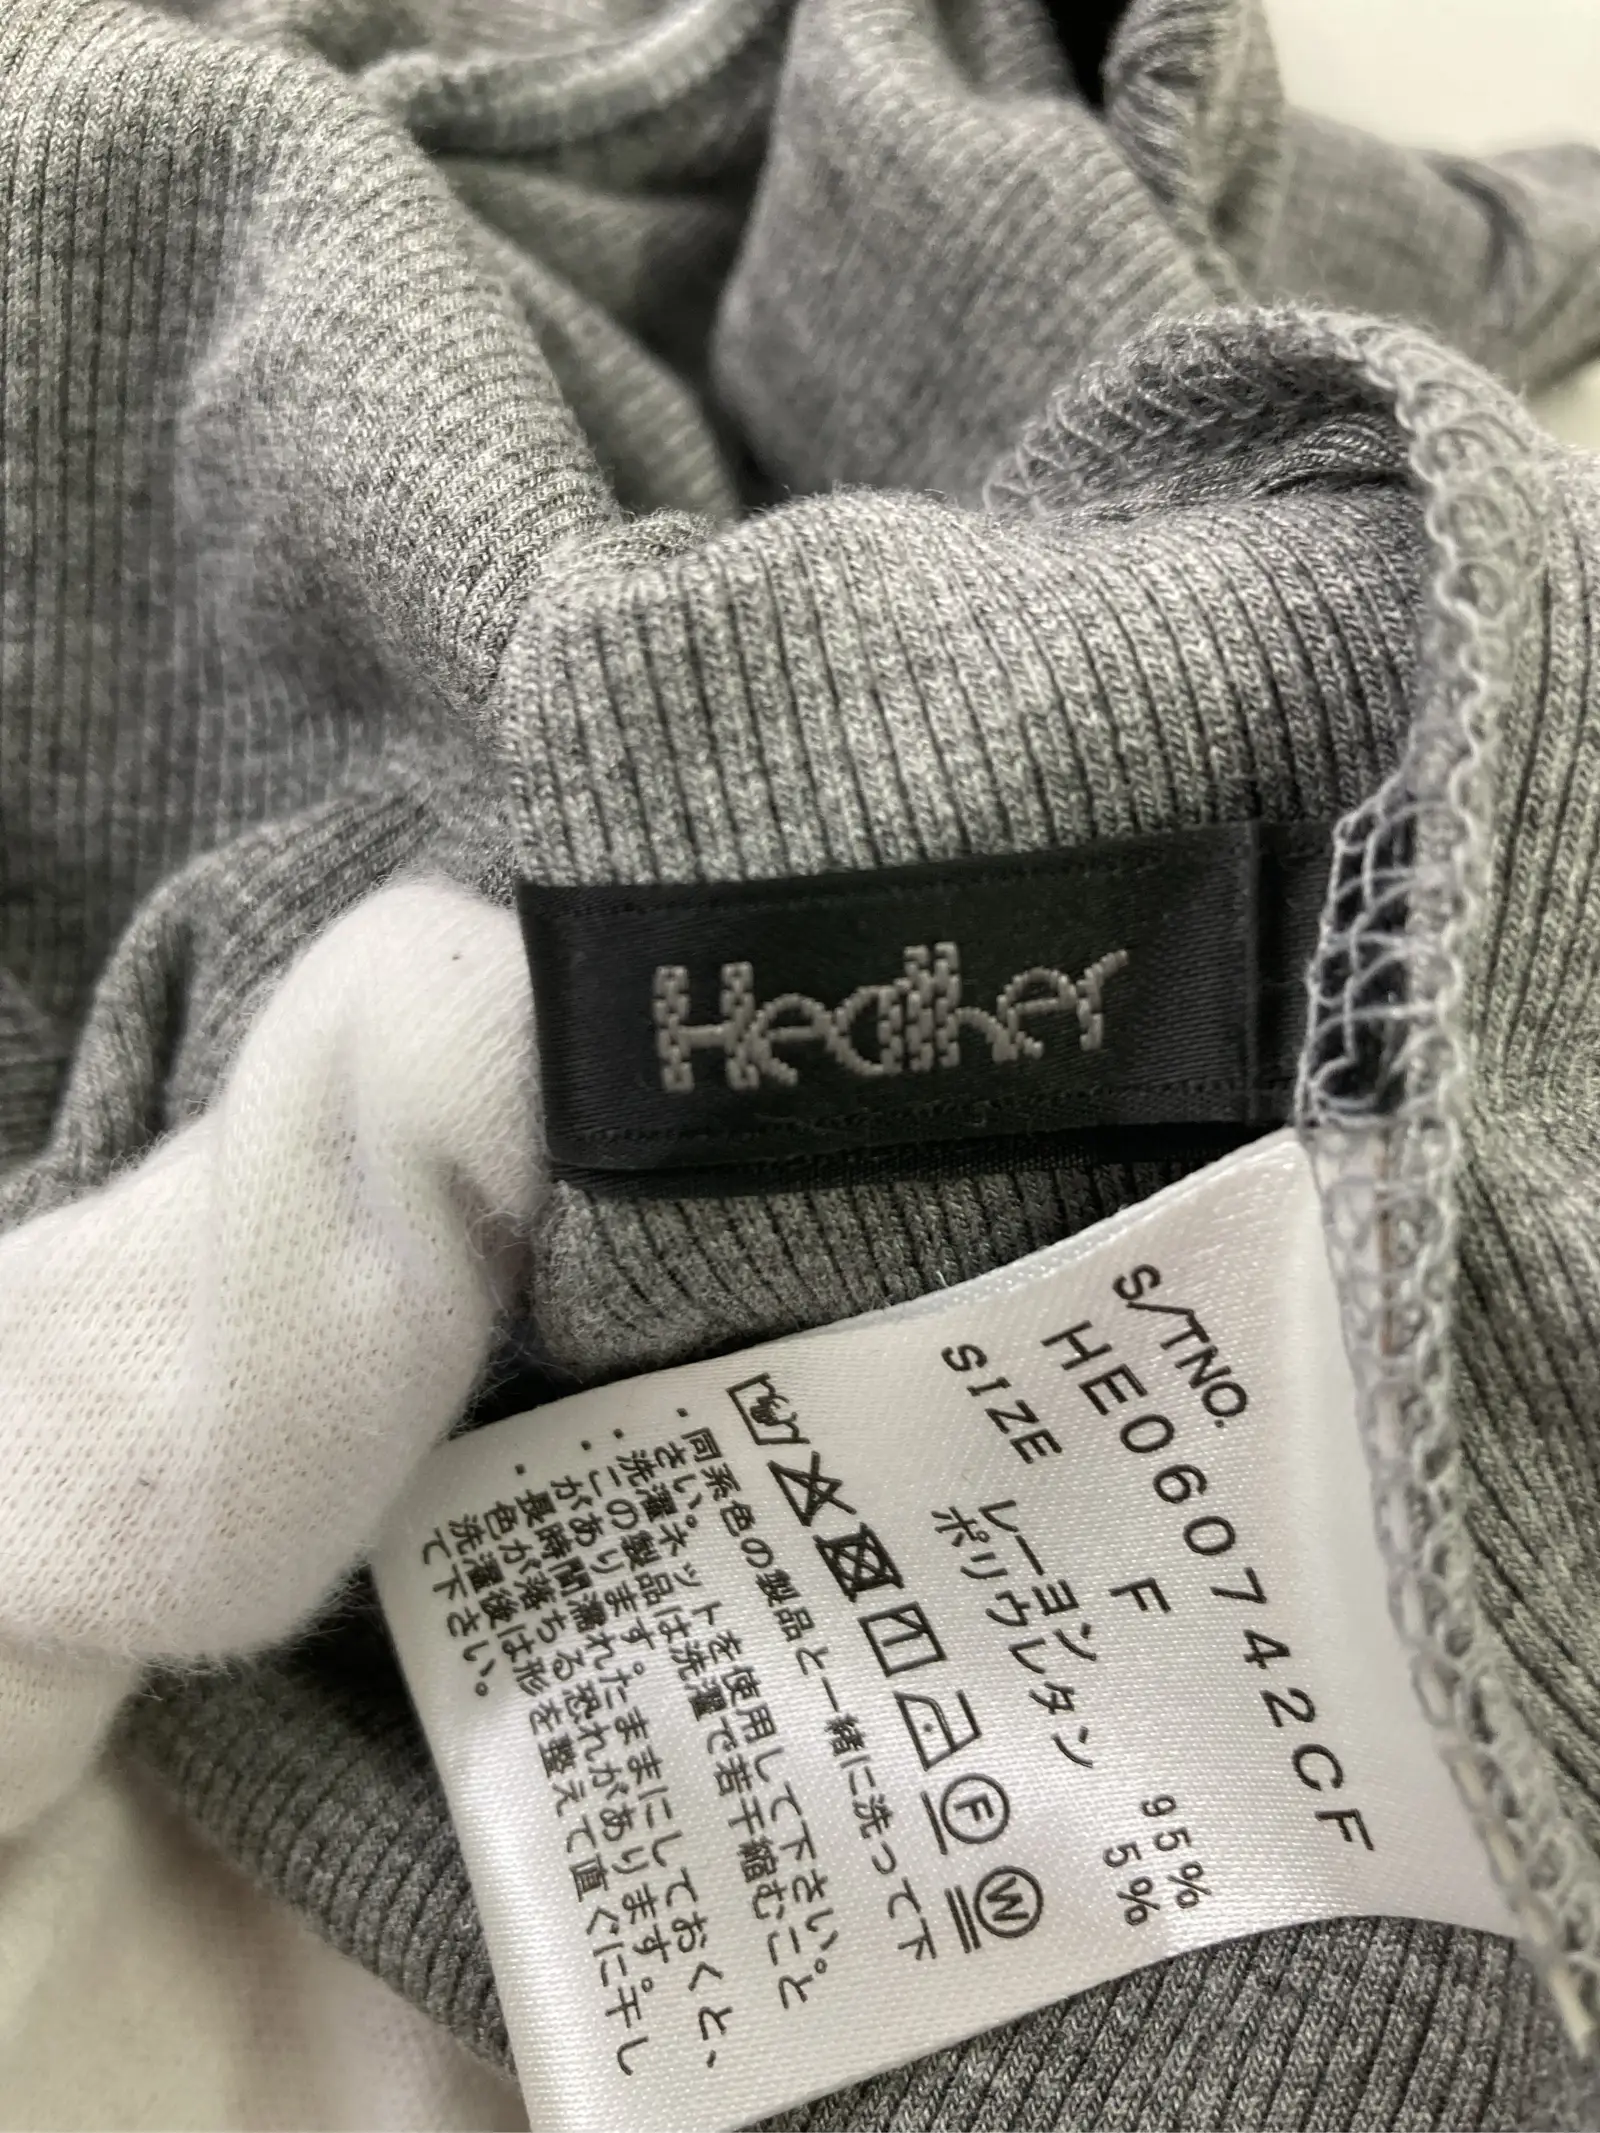 Heather
S/TNO.
HE060742CF
SIZE F
レーヨン 95%
ポリウレタン 5%
F
W
・同系色の製品と一緒に洗って下
さい。
・洗濯ネットを使用して下さい。
・この製品は洗濯で若干縮むこと
があります。
・長時間濡れたままにしておくと、
色が落ちる恐れがあります。
洗濯後は形を整えて直ぐに干し
て下さい。